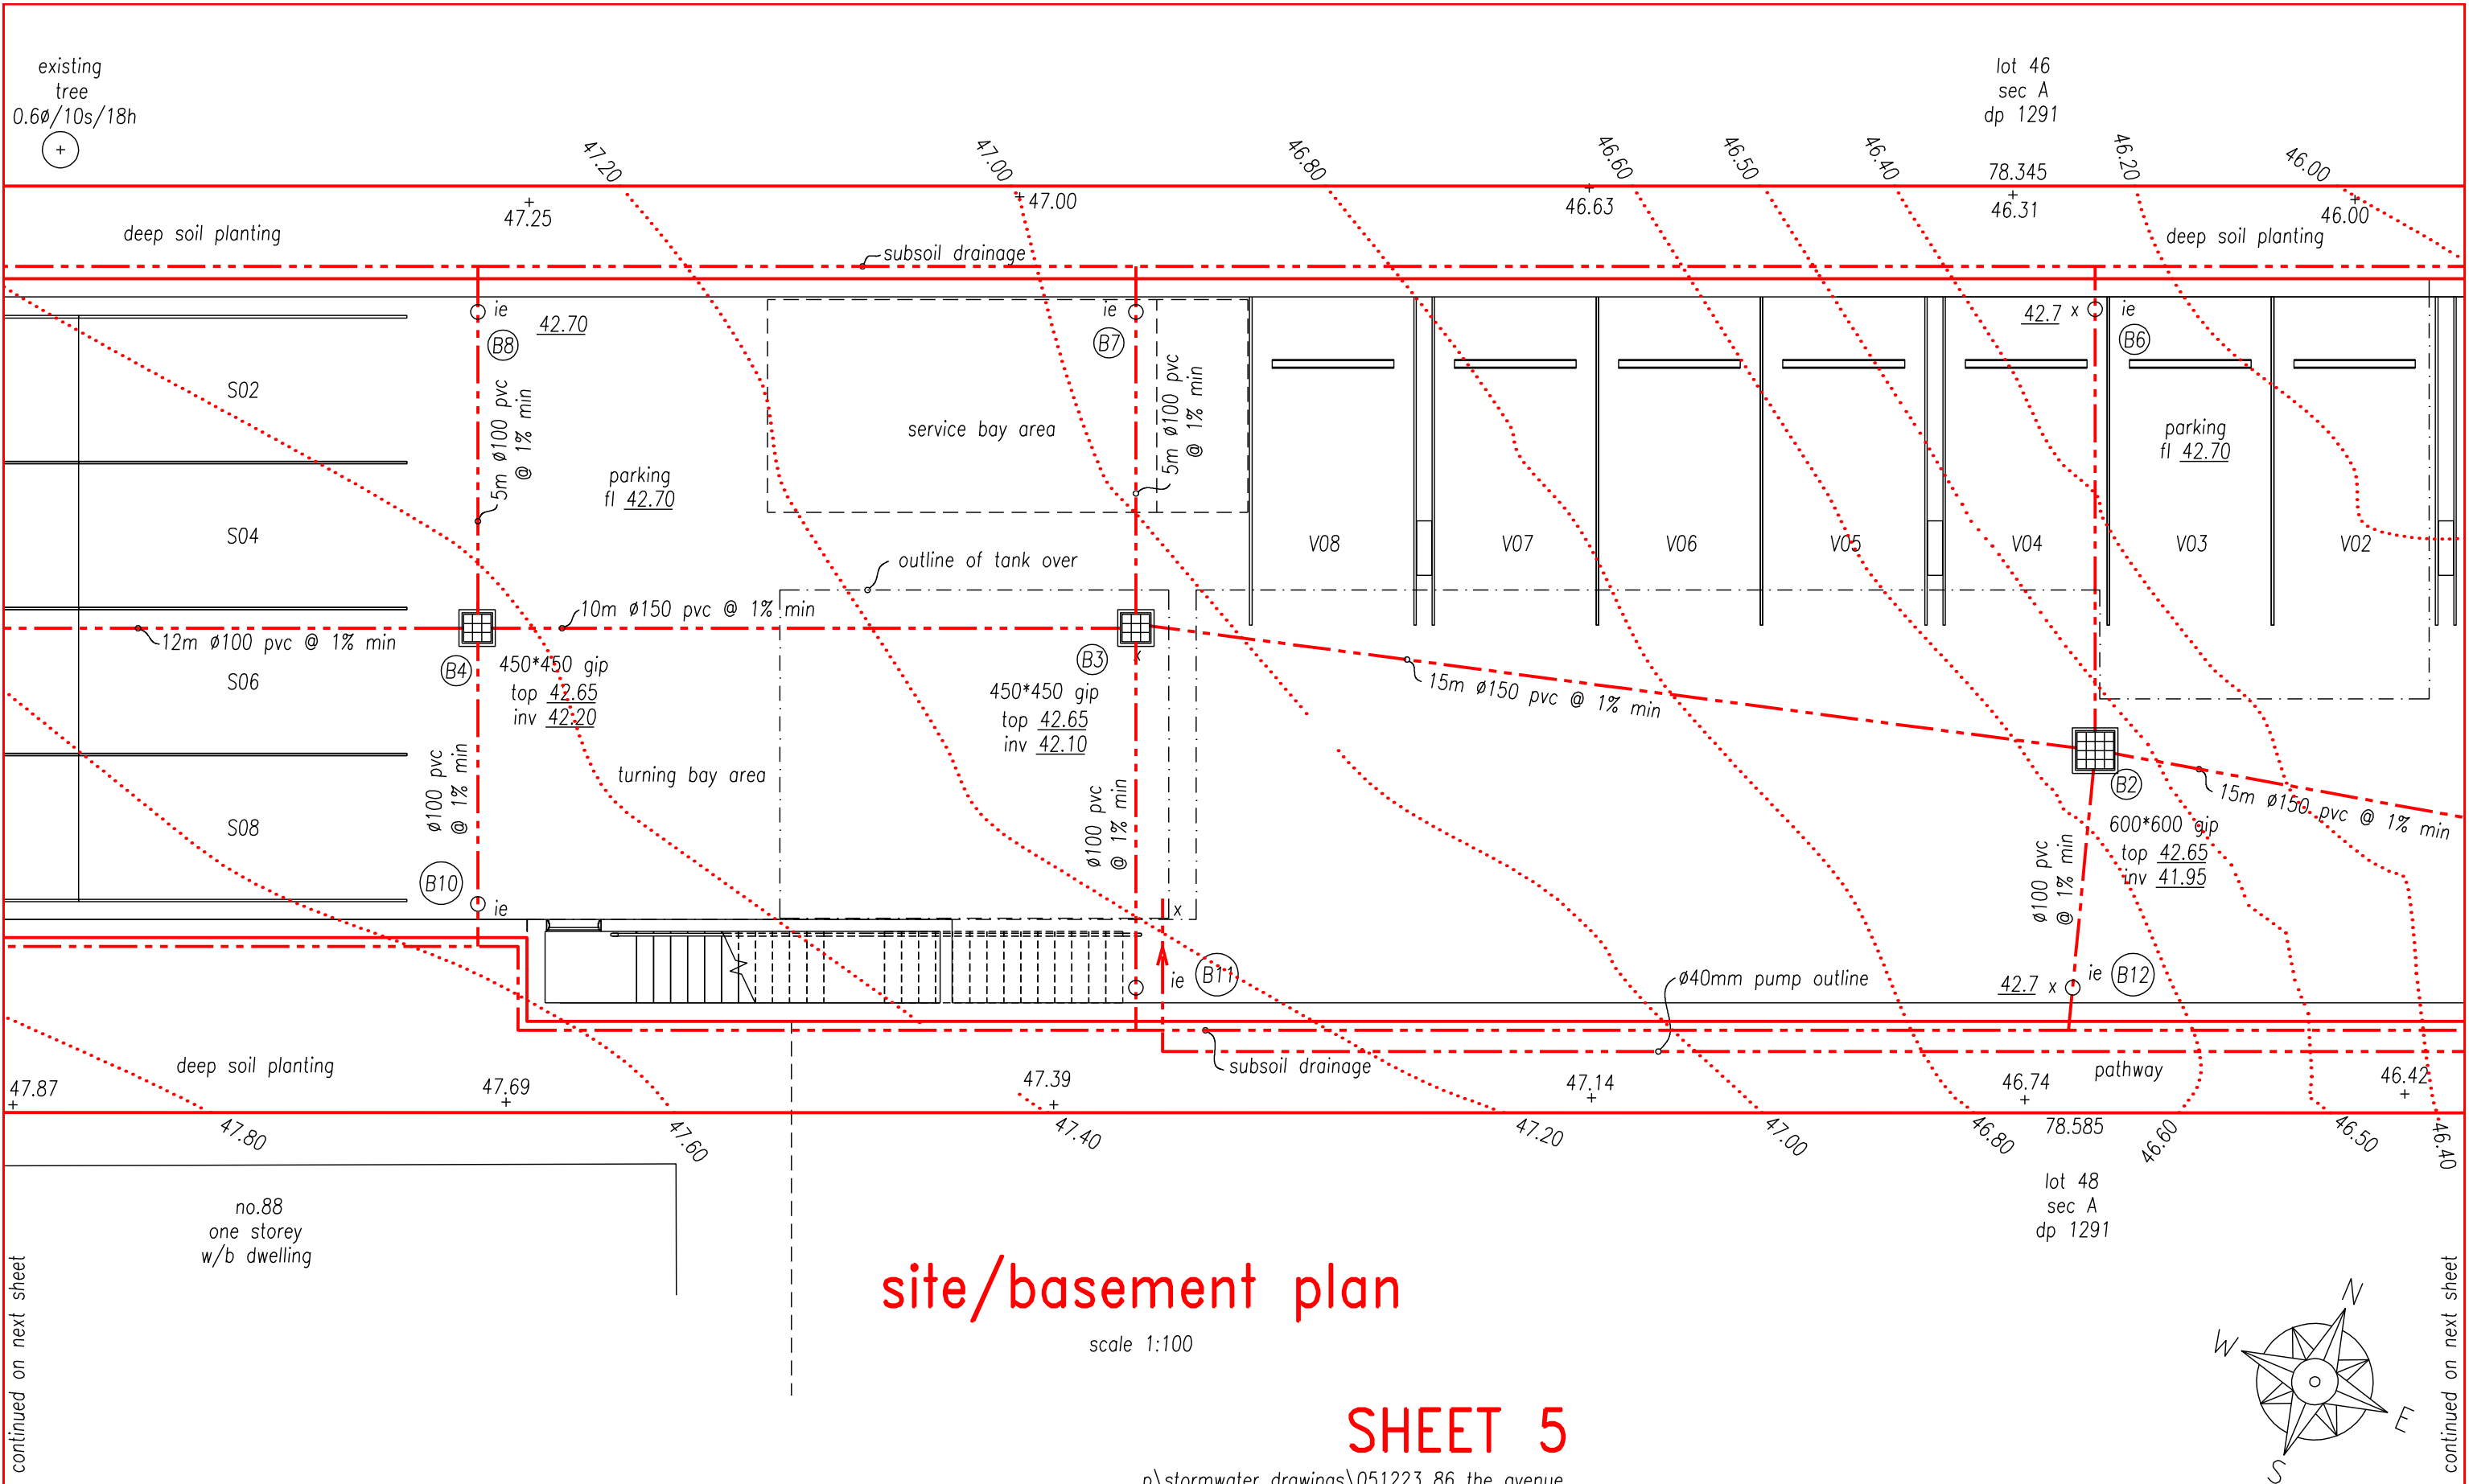 existing
tree
0.6ø/10s/18h
lot 46
sec A
dp 1291
47.20
47.00
46.80
46.60
46.50
46.40
78.345
46.20
46.00
47.25
47.00
46.63
46.31
46.00
deep soil planting
subsoil drainage
deep soil planting
ie
42.70
B8
ie
B7
42.7 x
ie
B6
S02
5m ø100 pvc
@ 1% min
service bay area
5m ø100 pvc
@ 1% min
parking
fl 42.70
parking
fl 42.70
S04
V08
V07
V06
V05
V04
V03
V02
outline of tank over
10m ø150 pvc @ 1% min
12m ø100 pvc @ 1% min
B4
450*450 gip
top 42.65
inv 42.20
S06
B3
x
450*450 gip
top 42.65
inv 42.10
15m ø150 pvc @ 1% min
B2
15m ø150 pvc @ 1% min
600*600 gip
top 42.65
inv 41.95
turning bay area
ø100 pvc
@ 1% min
ø100 pvc
@ 1% min
ø100 pvc
@ 1% min
S08
B10
ie
x
ie
B11
ø40mm pump outline
42.7 x
ie
B12
deep soil planting
subsoil drainage
pathway
47.87
47.69
47.39
47.14
46.74
46.42
47.80
47.60
47.40
47.20
47.00
46.80
78.585
46.60
46.50
46.40
no.88
one storey
w/b dwelling
lot 48
sec A
dp 1291
site/basement plan
scale 1:100
continued on next sheet
continued on next sheet
N
W
E
S
SHEET 5
p\stormwater drawings\051223 86 the avenue